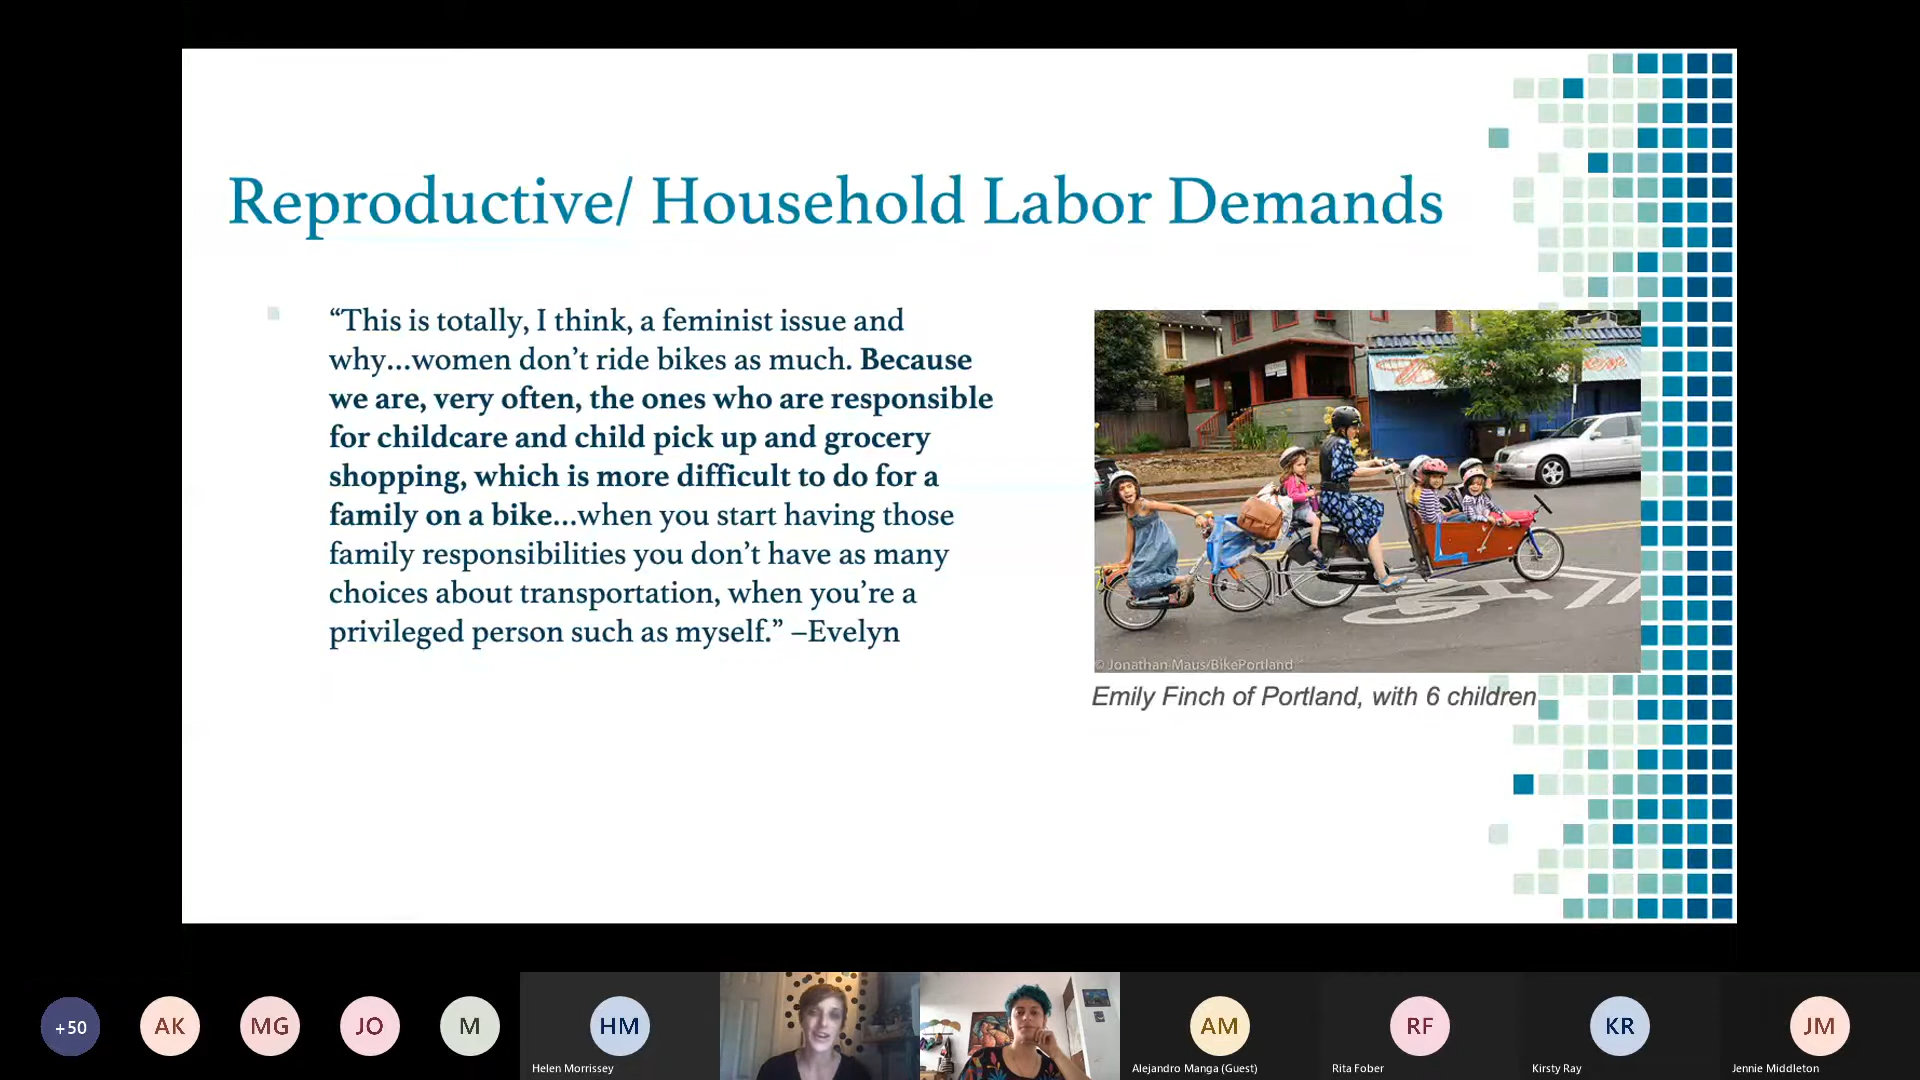 Reproductive/ Household Labor Demands
“This is totally, I think, a feminist issue and
why...women don’t ride bikes as much. Because
we are, very often, the ones who are responsible
for childcare and child pick up and grocery
shopping, which is more difficult to do for a
family on a bike...when you start having those
family responsibilities you don’t have as many
choices about transportation, when you’re a
privileged person such as myself.” –Evelyn
© Jonathan Maus/BikePortland
Emily Finch of Portland, with 6 children
+50
AK
MG
JO
M
HM
Helen Morrissey
AM
Alejandro Manga (Guest)
RF
Rita Fober
KR
Kirsty Ray
JM
Jennie Middleton